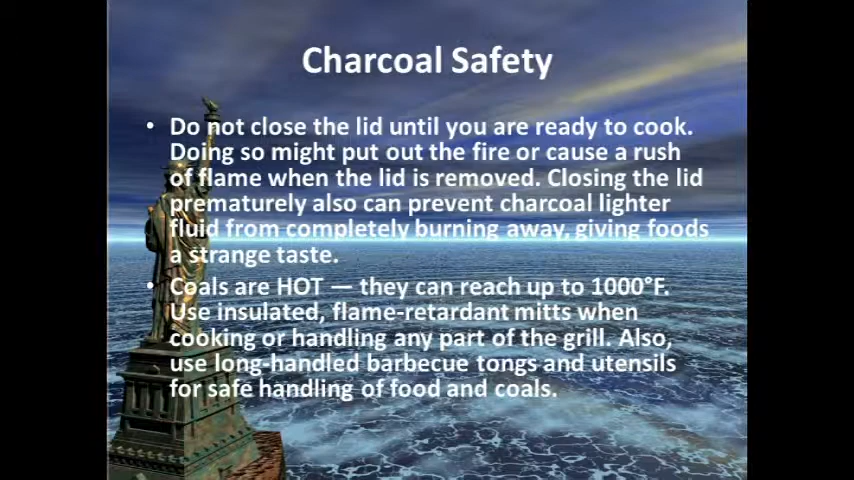 Charcoal Safety
• Do not close the lid until you are ready to cook.
Doing so might put out the fire or cause a rush
of flame when the lid is removed. Closing the lid
prematurely also can prevent charcoal lighter
fluid from completely burning away, giving foods
a strange taste.
• Coals are HOT — they can reach up to 1000°F.
Use insulated, flame-retardant mitts when
cooking or handling any part of the grill. Also,
use long-handled barbecue tongs and utensils
for safe handling of food and coals.